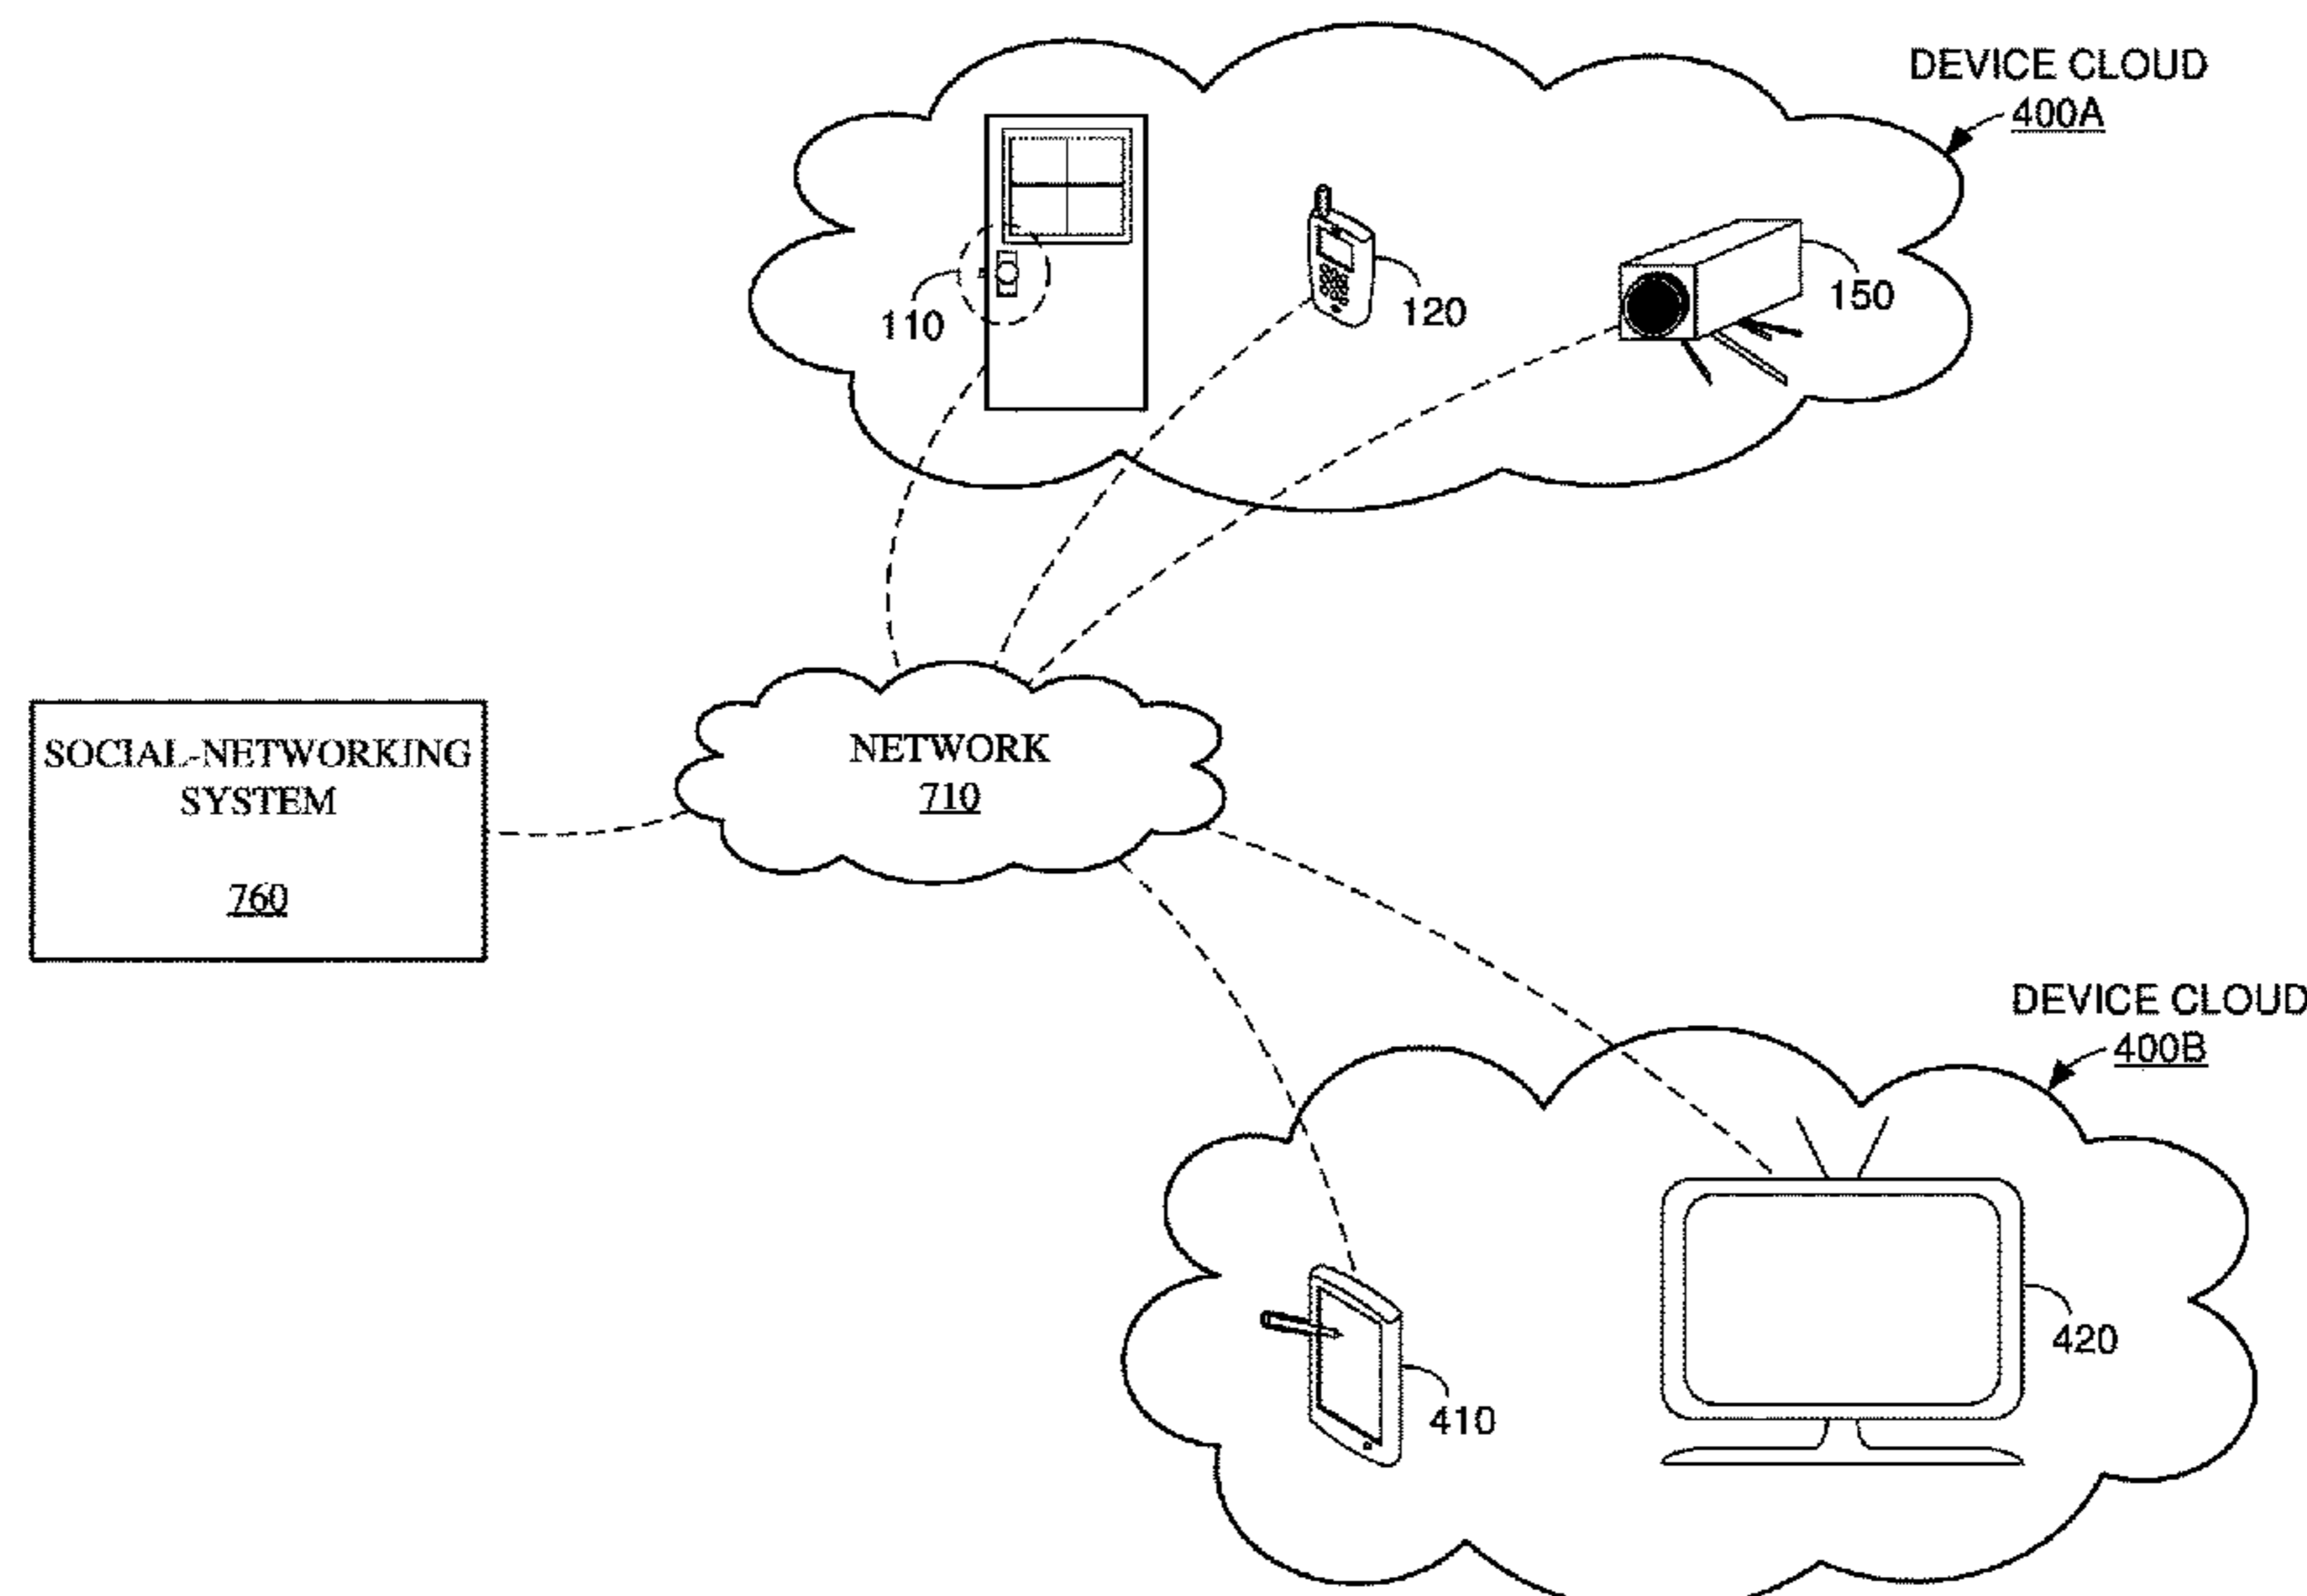 DEVICE CLOUD
400A
110
120
150
SOCIAL-NETWORKING
SYSTEM
760
NETWORK
710
DEVICE CLOUD
400B
410
420